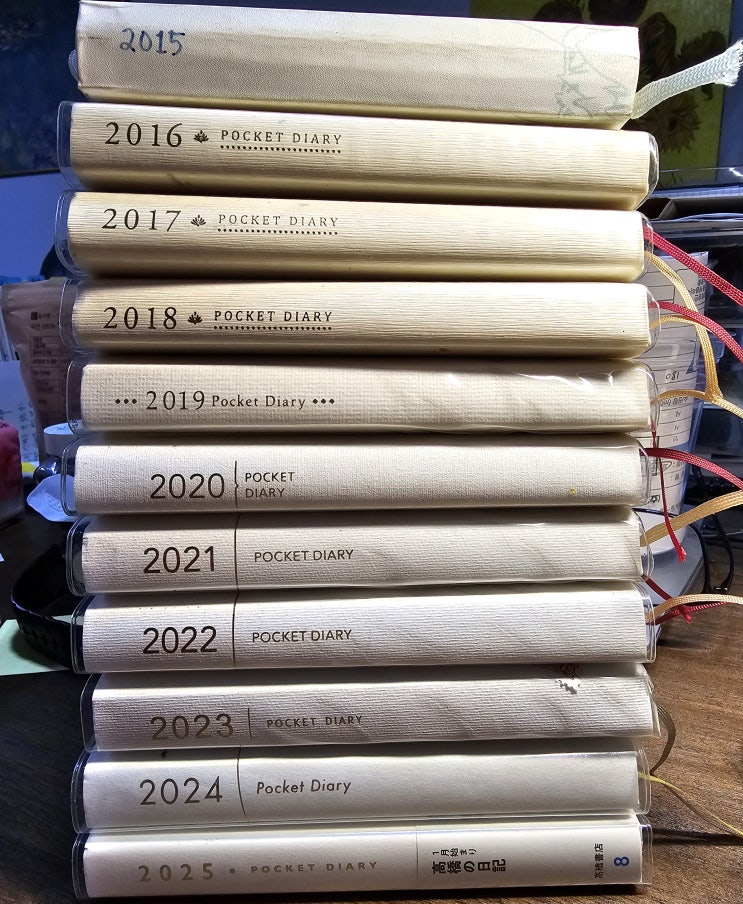 2015
2016 POCKET DIARY
2017 POCKET DIARY
2018 POCKET DIARY
2019 Pocket Diary
2020 POCKET
DIARY
2021 POCKET DIARY
2022 POCKET DIARY
2023 POCKET DIARY
2024 Pocket Diary
2025 • POCKET DIARY
1月始まり
高橋の日記
高橋書店
8